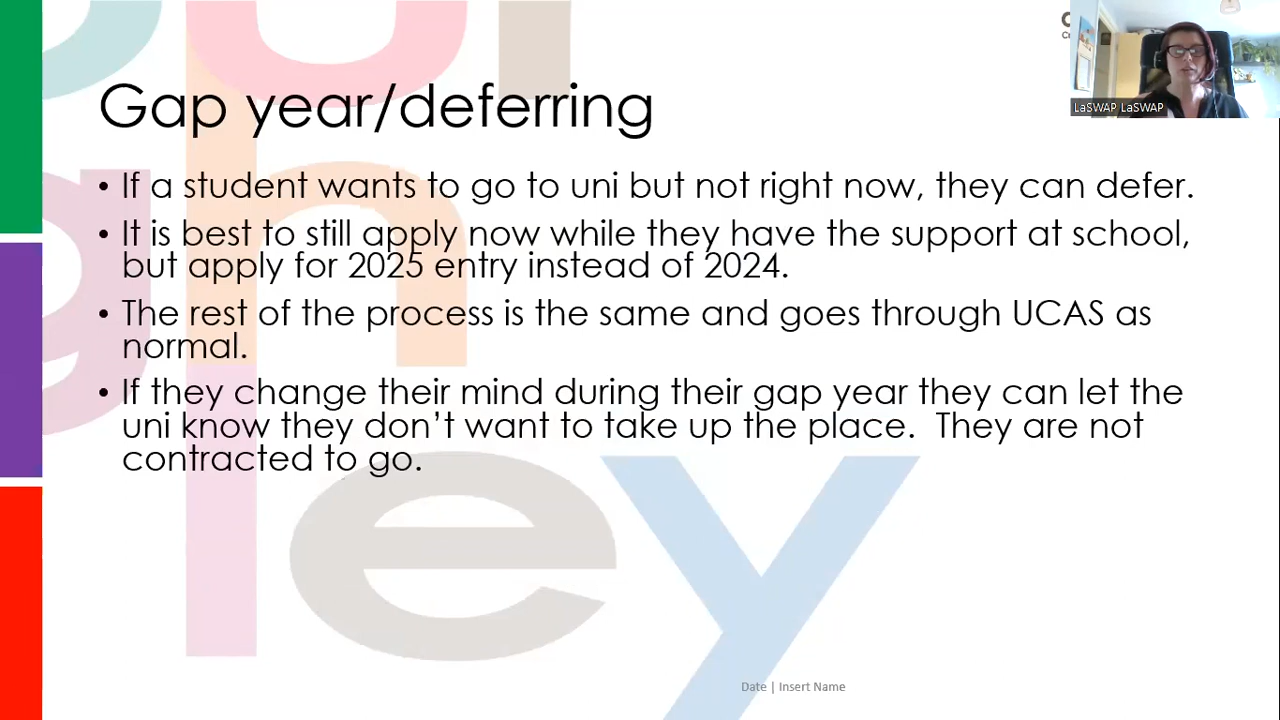 Gap year/deferring
LaSWAP LaSWAP
• If a student wants to go to uni but not right now, they can defer.
• It is best to still apply now while they have the support at school,
but apply for 2025 entry instead of 2024.
• The rest of the process is the same and goes through UCAS as
normal.
• If they change their mind during their gap year they can let the
uni know they don’t want to take up the place.  They are not
contracted to go.
Date | Insert Name